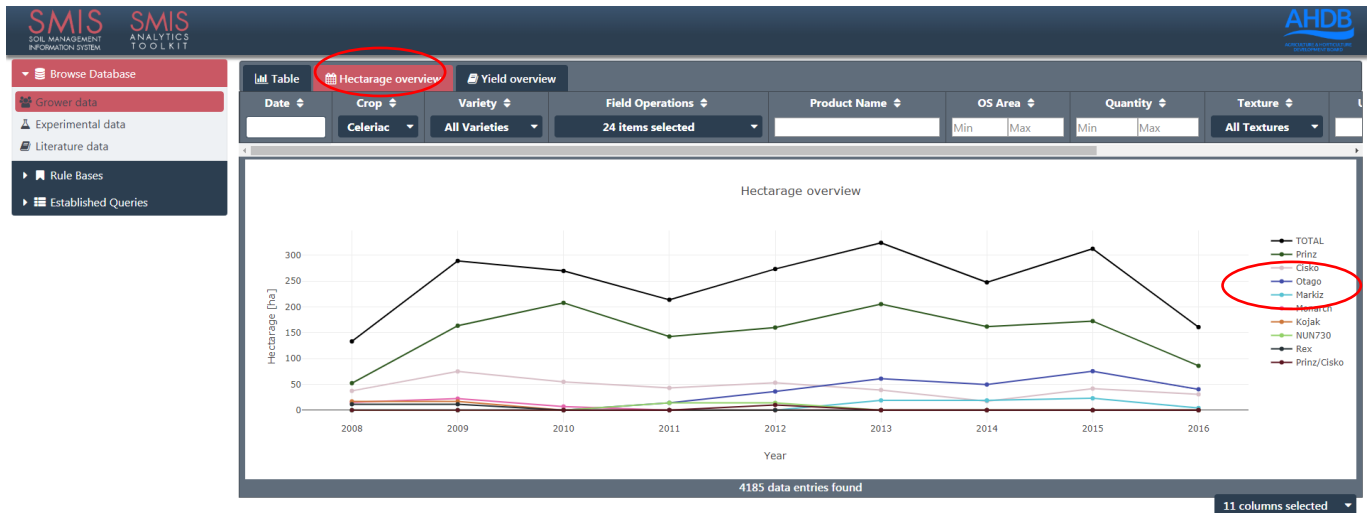 SMIS
SOIL MANAGEMENT
INFORMATION SYSTEM
SMIS
ANALYTICS
TOOLKIT
AHDB
AGRICULTURE & HORTICULTURE
DEVELOPMENT BOARD
Browse Database
Grower data
Experimental data
Literature data
Rule Bases
Established Queries
Table Hectarage overview Yield overview
Date Crop Variety Field Operations Product Name OS Area Quantity Texture U
Celeriac All Varieties 24 items selected Min Max Min Max All Textures
Hectarage overview
300
250
200
150
100
50
0
Hectarage [ha]
2008 2009 2010 2011 2012 2013 2014 2015 2016
Year
TOTAL
Prinz
Cisko
Otago
Markiz
Monarch
Kojak
NUN730
Rex
Prinz/Cisko
4185 data entries found
11 columns selected